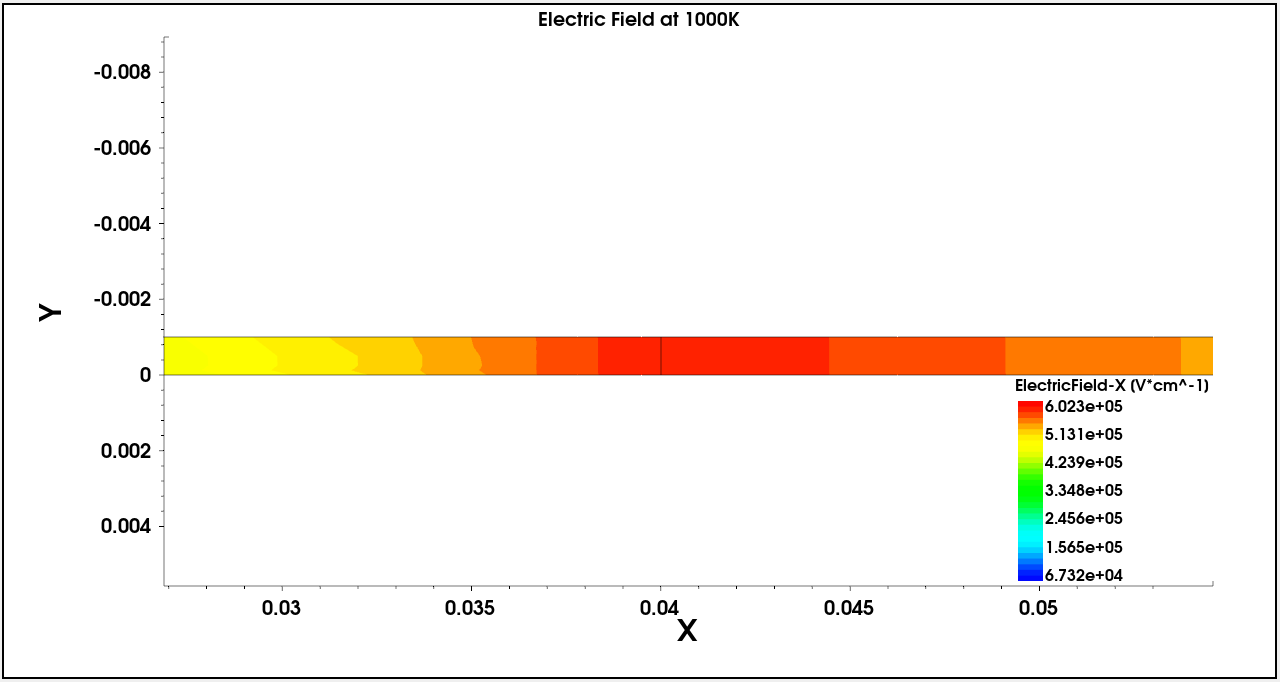 Electric Field at 1000K
-0.008
-0.006
-0.004
-0.002
0
0.002
0.004
Y
ElectricField-X (V*cm^-1)
6.023e+05
5.131e+05
4.239e+05
3.348e+05
2.456e+05
1.565e+05
6.732e+04
0.03 0.035 0.04 0.045 0.05
X